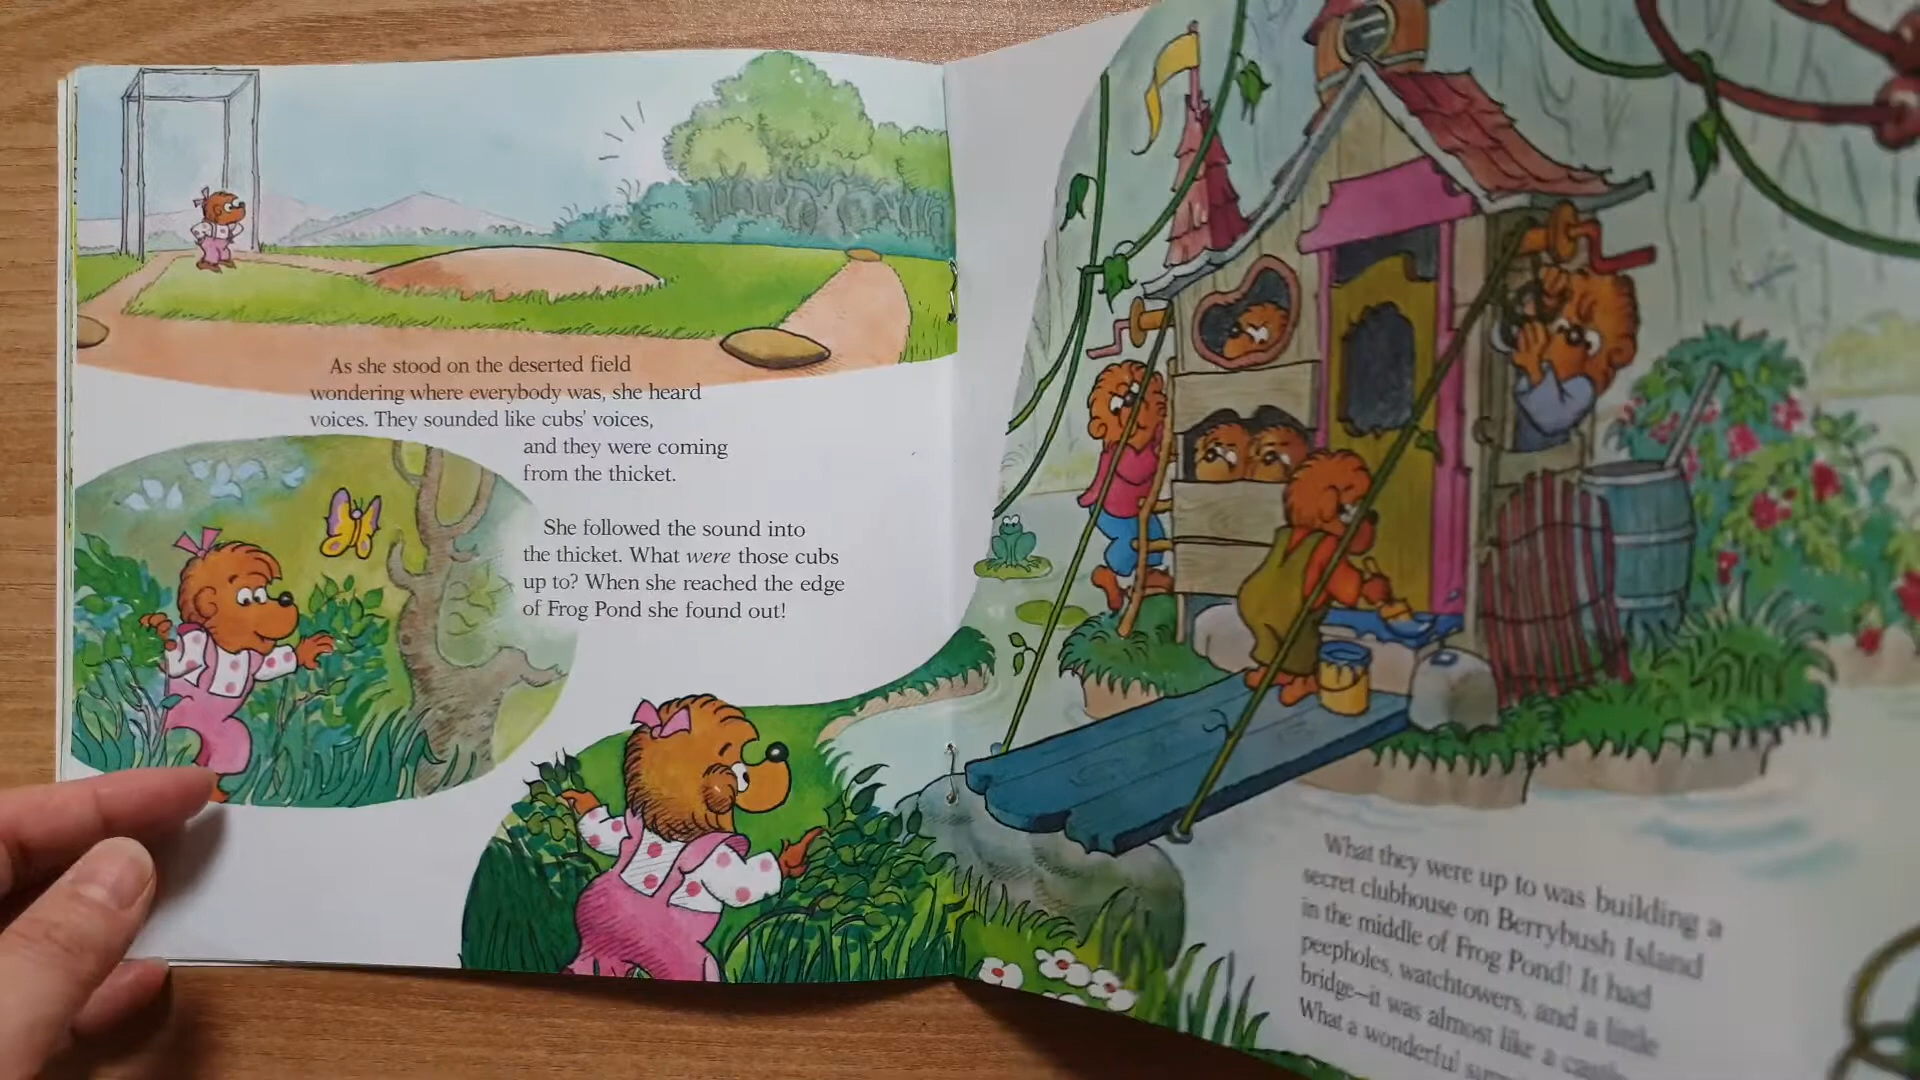 As she stood on the deserted field
wondering where everybody was, she heard
voices. They sounded like cubs' voices,
and they were coming
from the thicket.
She followed the sound into
the thicket. What were those cubs
up to? When she reached the edge
of Frog Pond she found out!
What they were up to was building a
secret clubhouse on Berrybush Island
in the middle of Frog Pond! It had
peepholes, watchtowers, and a little
bridge—it was almost like a castle
What a wonderful